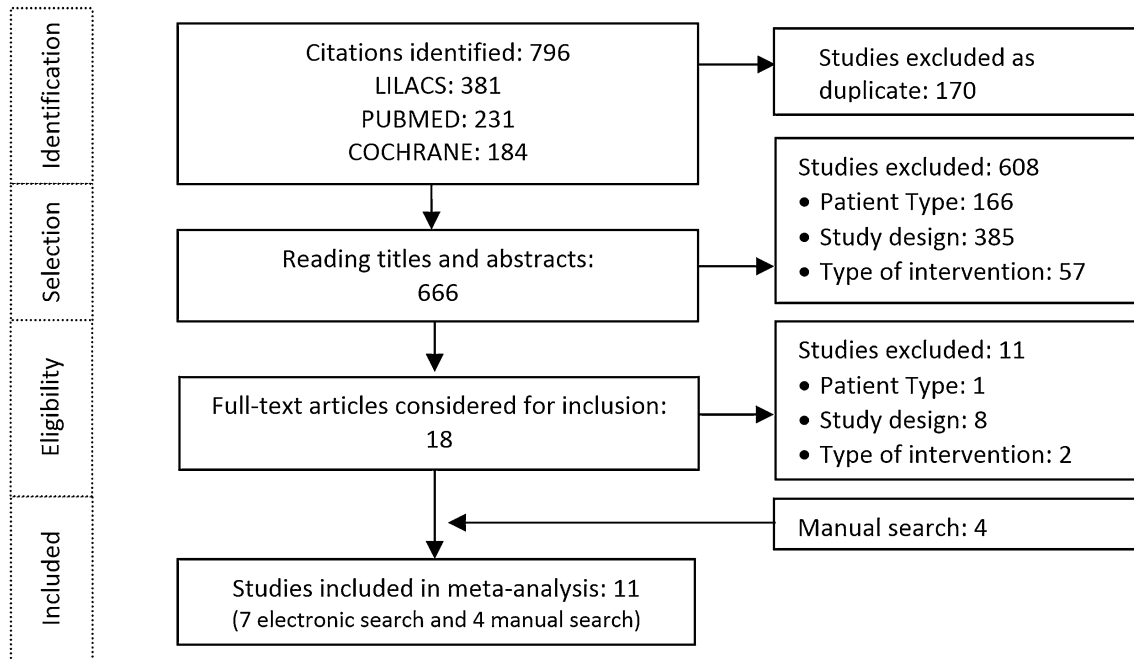 Identification
Citations identified: 796
LILACS: 381
PUBMED: 231
COCHRANE: 184
Studies excluded as
duplicate: 170
Selection
Reading titles and abstracts:
666
Studies excluded: 608
• Patient Type: 166
• Study design: 385
• Type of intervention: 57
Eligibility
Full-text articles considered for inclusion:
18
Studies excluded: 11
• Patient Type: 1
• Study design: 8
• Type of intervention: 2
Included
Manual search: 4
Studies included in meta-analysis: 11
(7 electronic search and 4 manual search)